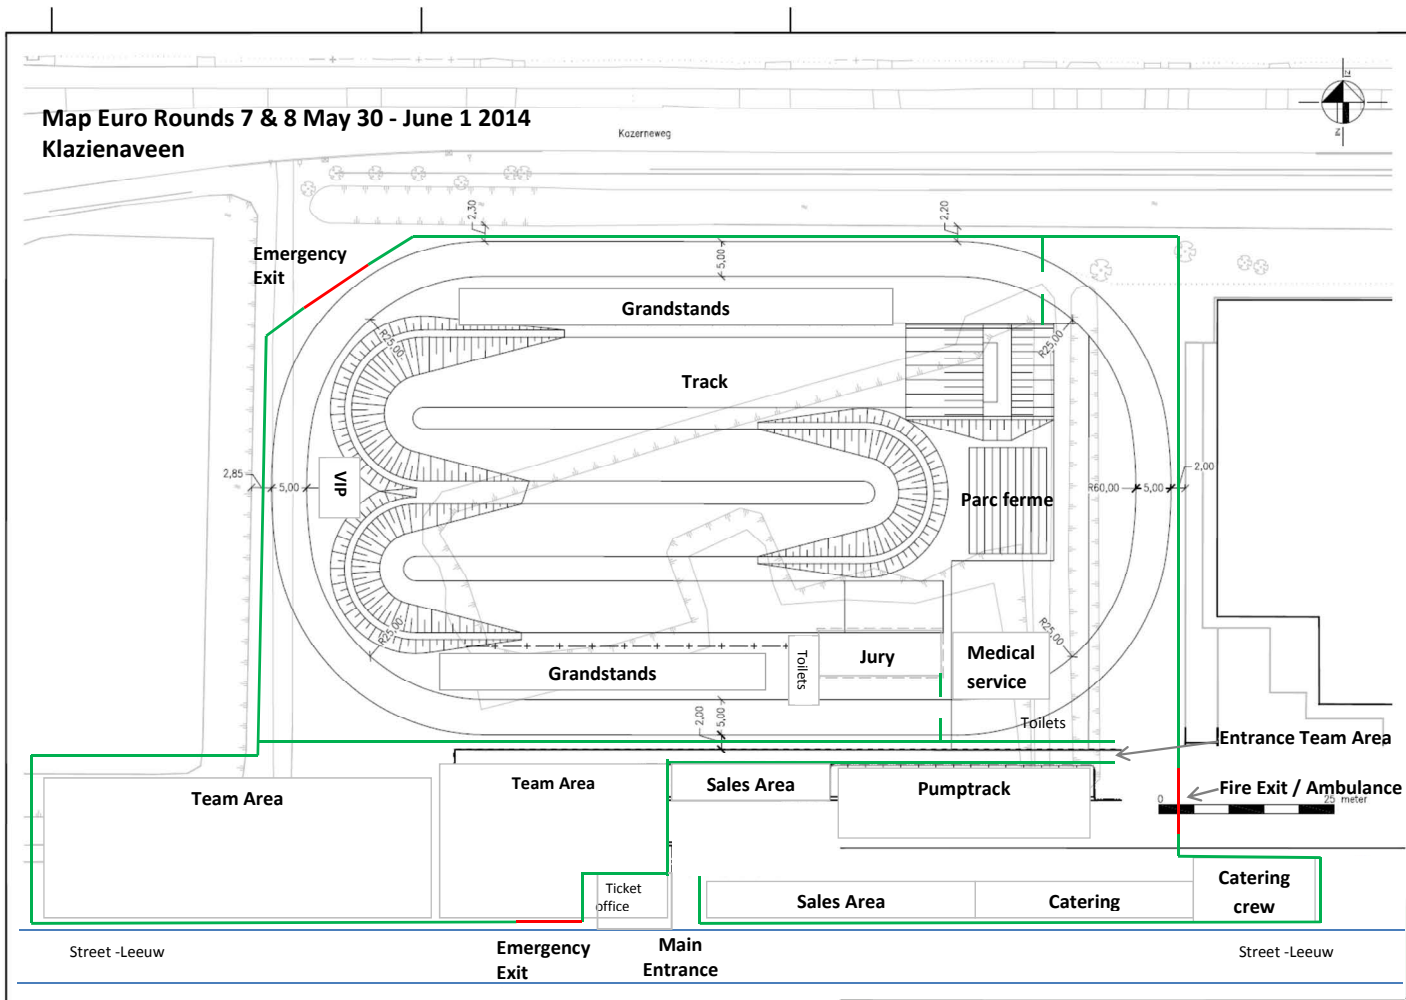 Map Euro Rounds 7 & 8 May 30 - June 1 2014
Klazienaveen
Kozerneweg
N
N
2,30
2,20
Emergency
Exit
5,00
Grandstands
R25,00
R25,00
Track
VIP
2,85
5,00
Parc ferme
R60,00
5,00
2,00
R25,00
R25,00
Grandstands
Toilets
Jury
Medical
service
2,00
5,00
Toilets
Entrance Team Area
Team Area
Team Area
Sales Area
Pumptrack
Fire Exit / Ambulance
0
25 meter
Ticket
office
Sales Area
Catering
Catering
crew
Street -Leeuw
Emergency
Exit
Main
Entrance
Street -Leeuw